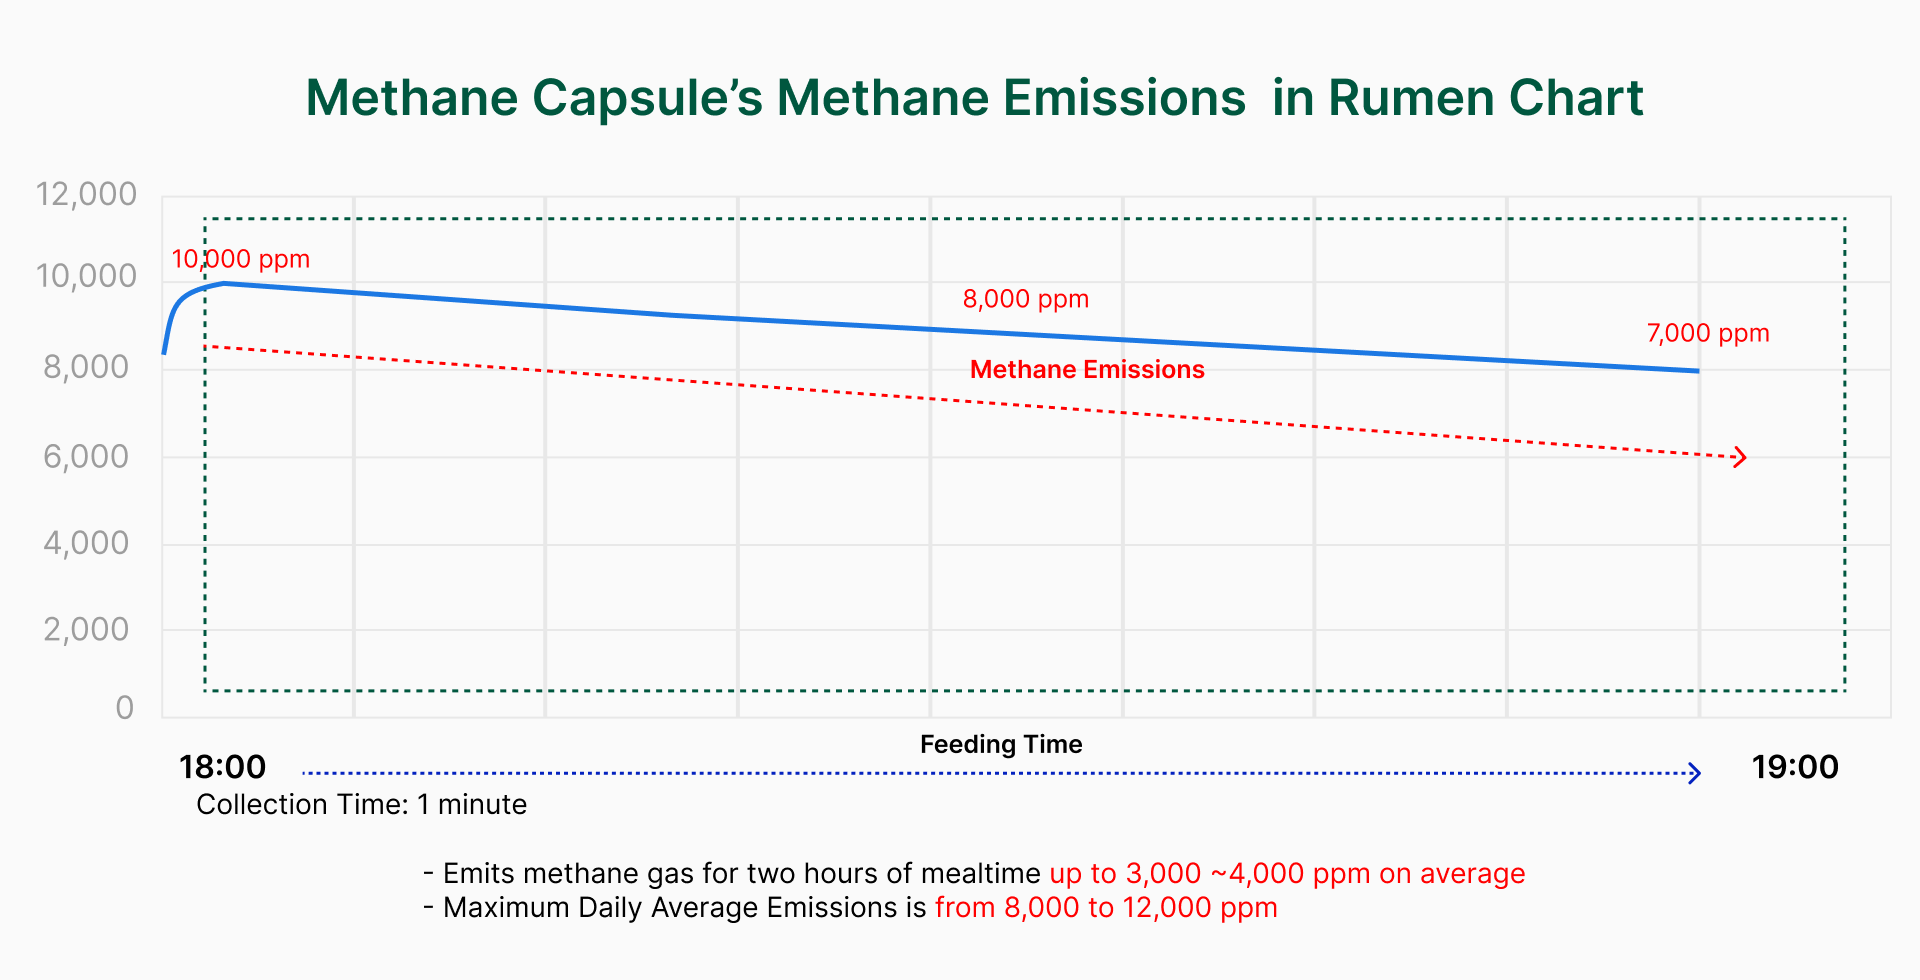 Methane Capsule’s Methane Emissions  in Rumen Chart
12,000
10,000 ppm
10,000
8,000 ppm
7,000 ppm
8,000
Methane Emissions
6,000
4,000
2,000
0
Feeding Time
18:00
19:00
Collection Time: 1 minute
- Emits methane gas for two hours of mealtime up to 3,000 ~4,000 ppm on average
- Maximum Daily Average Emissions is from 8,000 to 12,000 ppm